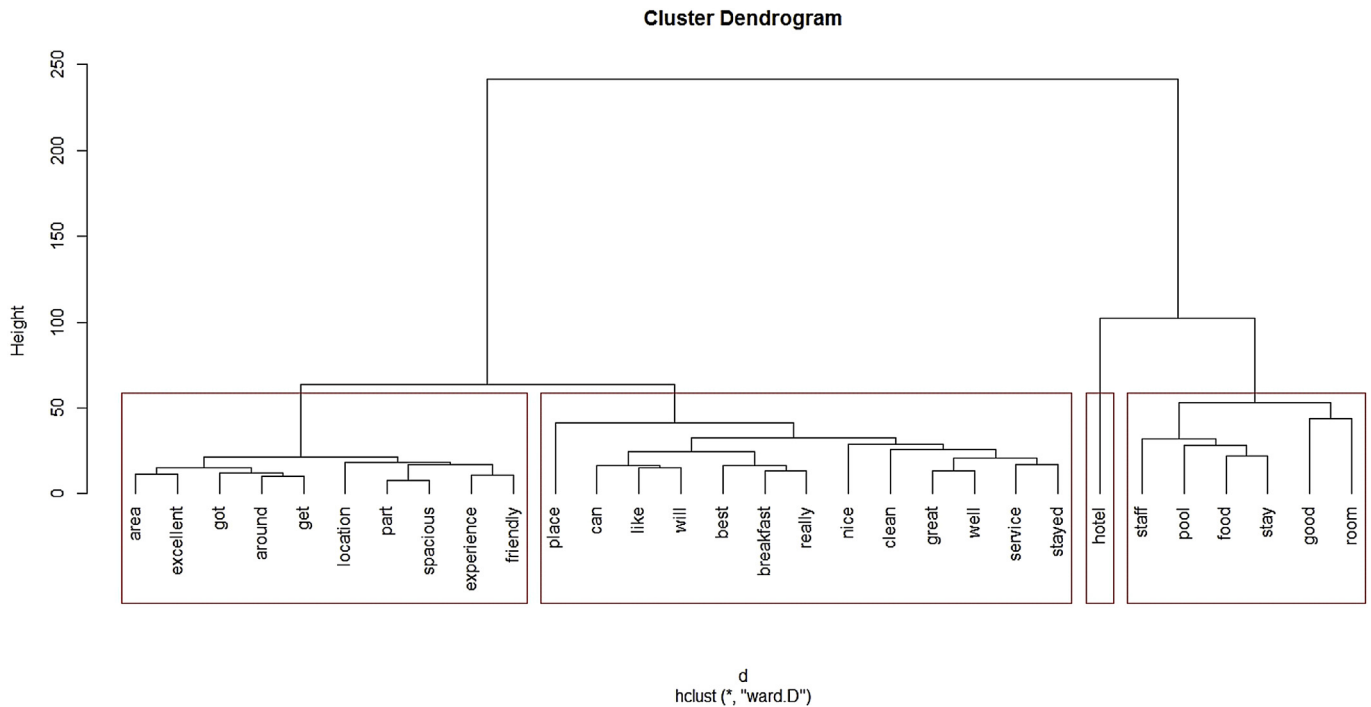 Cluster Dendrogram
250
200
150
100
50
0
Height
area
excellent
got
around
get
location
part
spacious
experience
friendly
place
can
like
will
best
breakfast
really
nice
clean
great
well
service
stayed
hotel
staff
pool
food
stay
good
room
d
hclust (*, "ward.D")